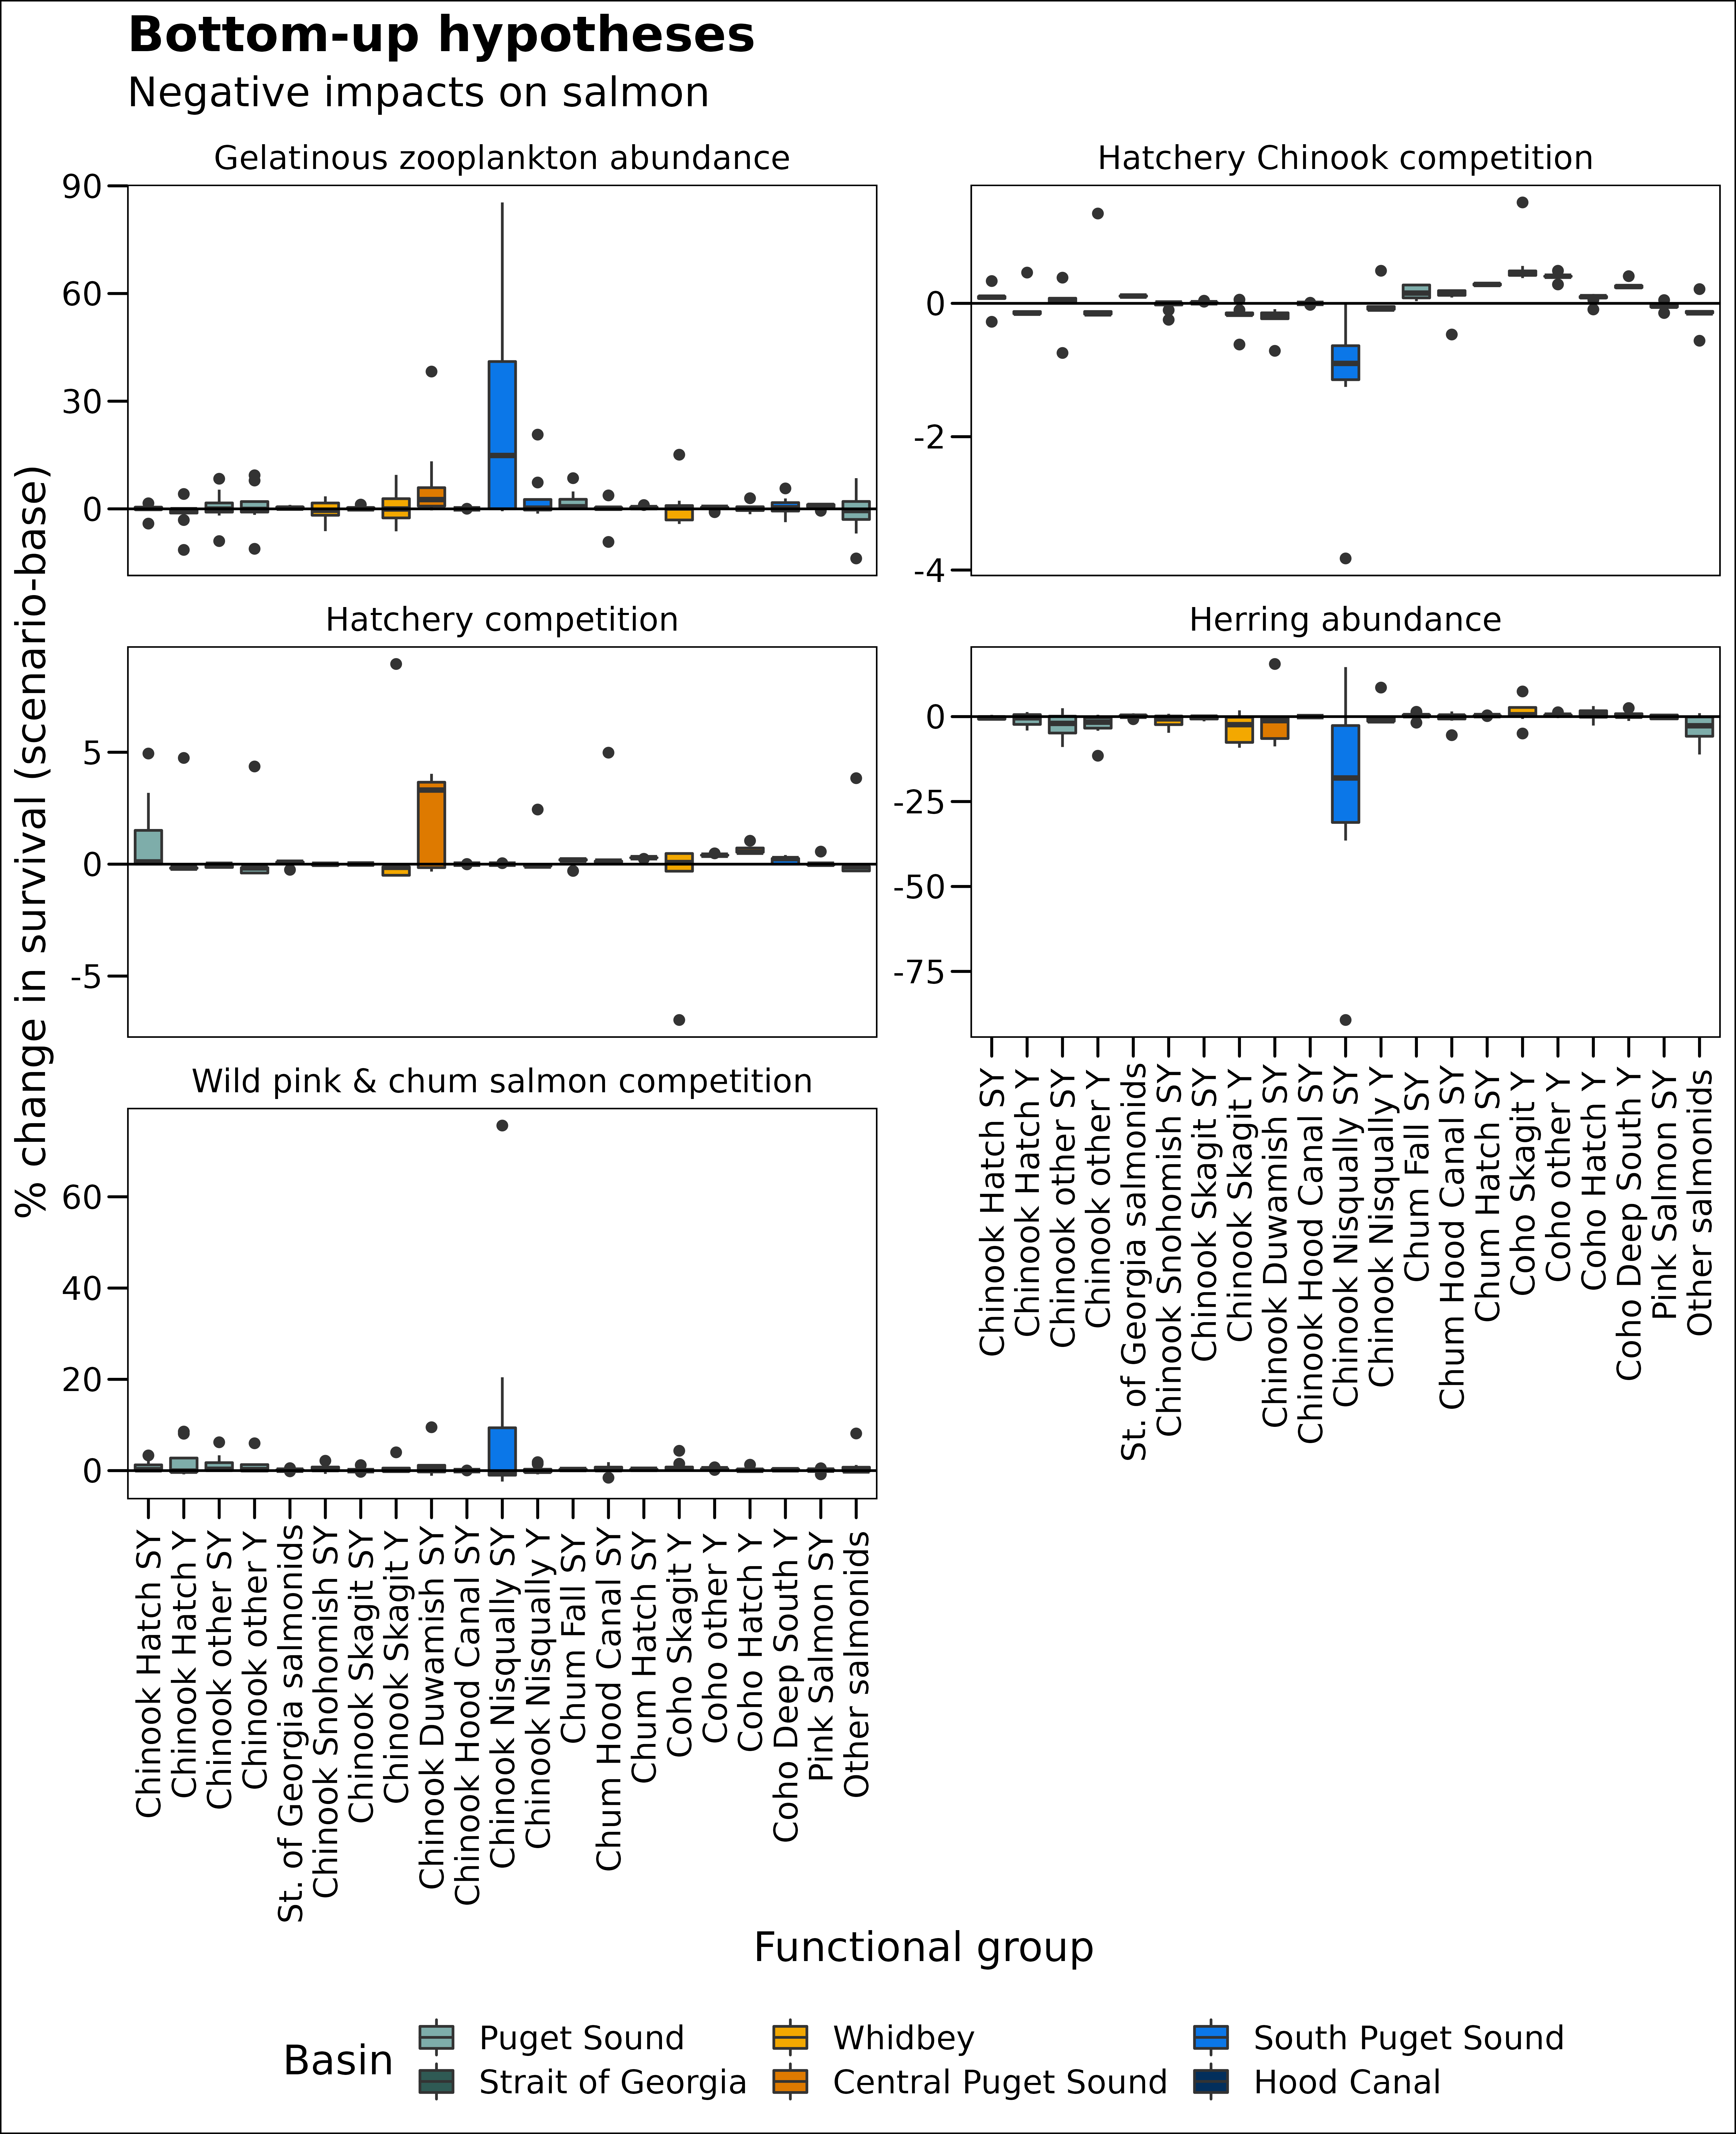 Bottom-up hypotheses
Negative impacts on salmon
% change in survival (scenario-base)
Gelatinous zooplankton abundance
90
60
30
0
Hatchery Chinook competition
0
-2
-4
Hatchery competition
5
0
-5
Herring abundance
0
-25
-50
-75
Chinook Hatch SY
Chinook Hatch Y
Chinook other SY
Chinook other Y
St. of Georgia salmonids
Chinook Snohomish SY
Chinook Skagit SY
Chinook Skagit Y
Chinook Duwamish SY
Chinook Hood Canal SY
Chinook Nisqually SY
Chinook Nisqually Y
Chum Fall SY
Chum Hood Canal SY
Chum Hatch SY
Coho Skagit Y
Coho other Y
Coho Hatch Y
Coho Deep South Y
Pink Salmon SY
Other salmonids
Wild pink & chum salmon competition
60
40
20
0
Chinook Hatch SY
Chinook Hatch Y
Chinook other SY
Chinook other Y
St. of Georgia salmonids
Chinook Snohomish SY
Chinook Skagit SY
Chinook Skagit Y
Chinook Duwamish SY
Chinook Hood Canal SY
Chinook Nisqually SY
Chinook Nisqually Y
Chum Fall SY
Chum Hood Canal SY
Chum Hatch SY
Coho Skagit Y
Coho other Y
Coho Hatch Y
Coho Deep South Y
Pink Salmon SY
Other salmonids
Functional group
Basin
Puget Sound
Whidbey
South Puget Sound
Strait of Georgia
Central Puget Sound
Hood Canal